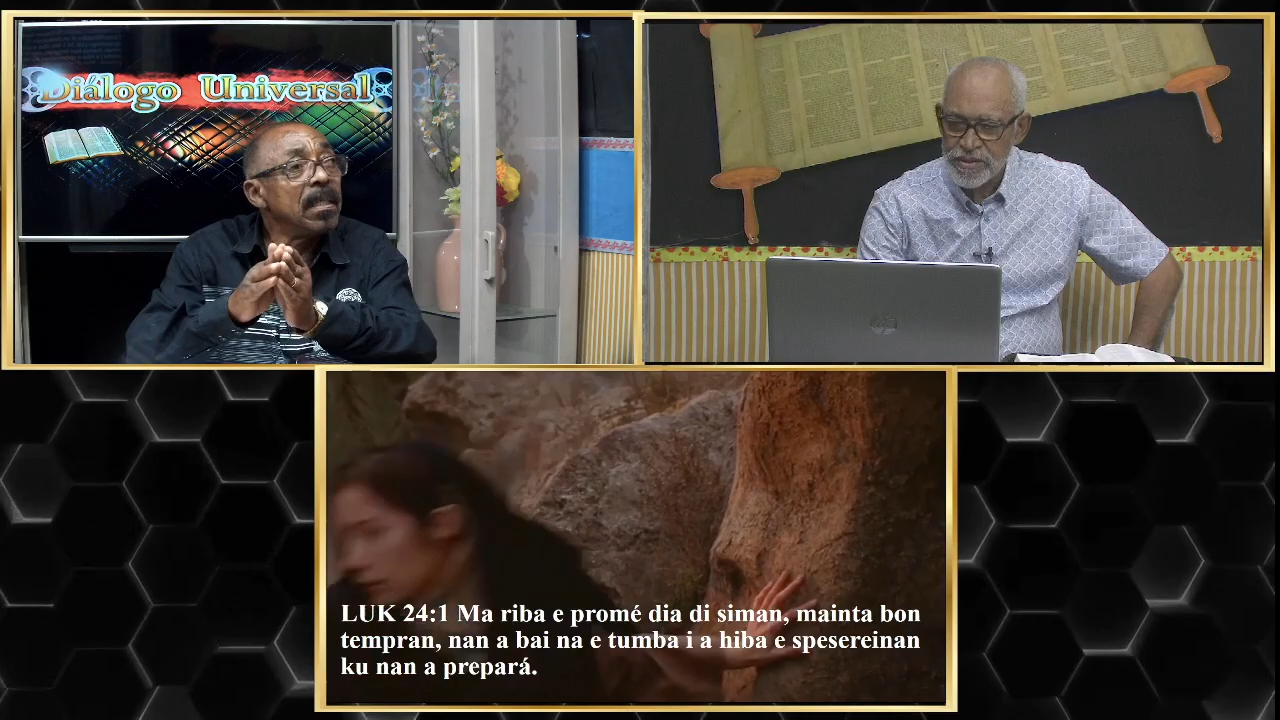 Diálogo Universal
LUK 24:1 Ma riba e promé dia di siman, mainta bon
tempran, nan a bai na e tumba i a hiba e spesereinan
ku nan a prepará.